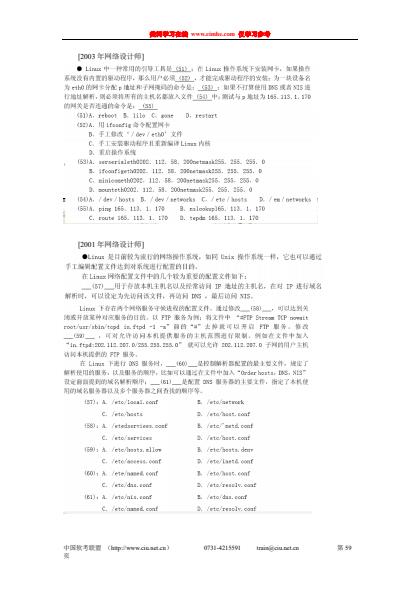 希赛学习在线 www.csinhc.com 仅学习参考
[2003 年网络设计师]
● Linux 中一种常用的引导工具是 (51) ；在 Linux 操作系统下安装网卡，如果操作
系统没有内置的驱动程序，那么用户必须 (52) ，才能完成驱动程序的安装；为一块设备名
为 eth0 的网卡分配 p 地址和子网掩码的命令是： (53) ；如果不打算使用 DNS 或者 NIS 进
行地址解析，则必须将所有的主机名都放入文件 (54) 中；测试与 p 地址为 165.113.1.170
的网关是否连通的命令是： (55)
(51)A．reboot B．lilo C．gone D．restart
(52)A．用 ifconfig 命令配置网卡
B．手工修改‘/dev/eth0’文件
C．手工安装驱动程序且重新编译 Linux 内核
D．重启操作系统
(53)A．serserimleth0202．112．58．200netmask255．255．255．0
B．ifconfigeth0202．112．58．200netmask255．255．255．0
C．minicometh0202．112．58．200netmask255．255．255．0
D．mounteth0202．112．58．200netmask255．255．255．0
(54)A．/dev/hosts B．/dev/networks C．/etc/hosts D．/em/networks
(55)A．ping 165．113．1．170 B．nslookup165．113．1．170
C．route 165．113．1．170 D．tcpdm 165．113．1．170
[2001 年网络设计师]
●Linux 是目前较为流行的网络操作系统，如同 Unix 操作系统一样，它也可以通过
手工编辑配置文件达到对系统进行配置的目的。
在 Linux 网络配置文件中的几个较为重要的配置文件如下：
___(57)___用于存放本机主机名以及经常访问 IP 地址的主机名，在对 IP 进行域名
解析时，可以设定为先访问该文件，再访问 DNS ，最后访问 NIS。
Linux 下存在两个网络服务守候进程的配置文件。通过修改___(58)___，可以达到关
闭或开放某种对应服务的目的。以 FTP 服务为例：将文件中 “#FTP Stream TCP nowait
root/usr/sbin/tcpd in.ftpd -l -a”前的“#”去掉就可以开启 FTP 服务。修改
___(59)___ ，可对允许访问本机提供服务的主机范围进行限制。例如在文件中加入
“in.ftpd:202.112.207.0/255.255.255.0” 就可以允许 202.112.207.0 子网的用户主机
访问本机提供的 FTP 服务。
在 Linux 下进行 DNS 服务时，___(60)___是控制解析器配置的最主要文件，规定了
解析使用的服务，以及服务的顺序；比如可以通过在文件中加入“Order hosts，DNS，NIS”
设定前面提到的域名解析顺序；___(61)___是配置 DNS 服务器的主要文件，指定了本机使
用的域名服务器以及多个服务器之间查找的顺序等。
(57)：A．/etc/local.conf B．/etc/network
C．/etc/hosts D．/etc/host.conf
(58)：A．/etc/services.conf B．/etc/inetd.conf
C．/etc/services D．/etc/host.conf
(59)：A．/etc/hosts.allow B．/etc/hosts.deny
C．/etc/access.conf D．/etc/inetd.conf
(60)：A．/etc/named.conf B．/etc/host.conf
C．/etc/dns.conf D．/etc/resolv.conf
(61)：A．/etc/nis.conf B．/etc/dns.conf
C．/etc/named.conf D．/etc/resolv.conf
中国软考联盟 （http://www.ciu.net.cn） 0731-4215591 train@ciu.net.cn 第 59
页